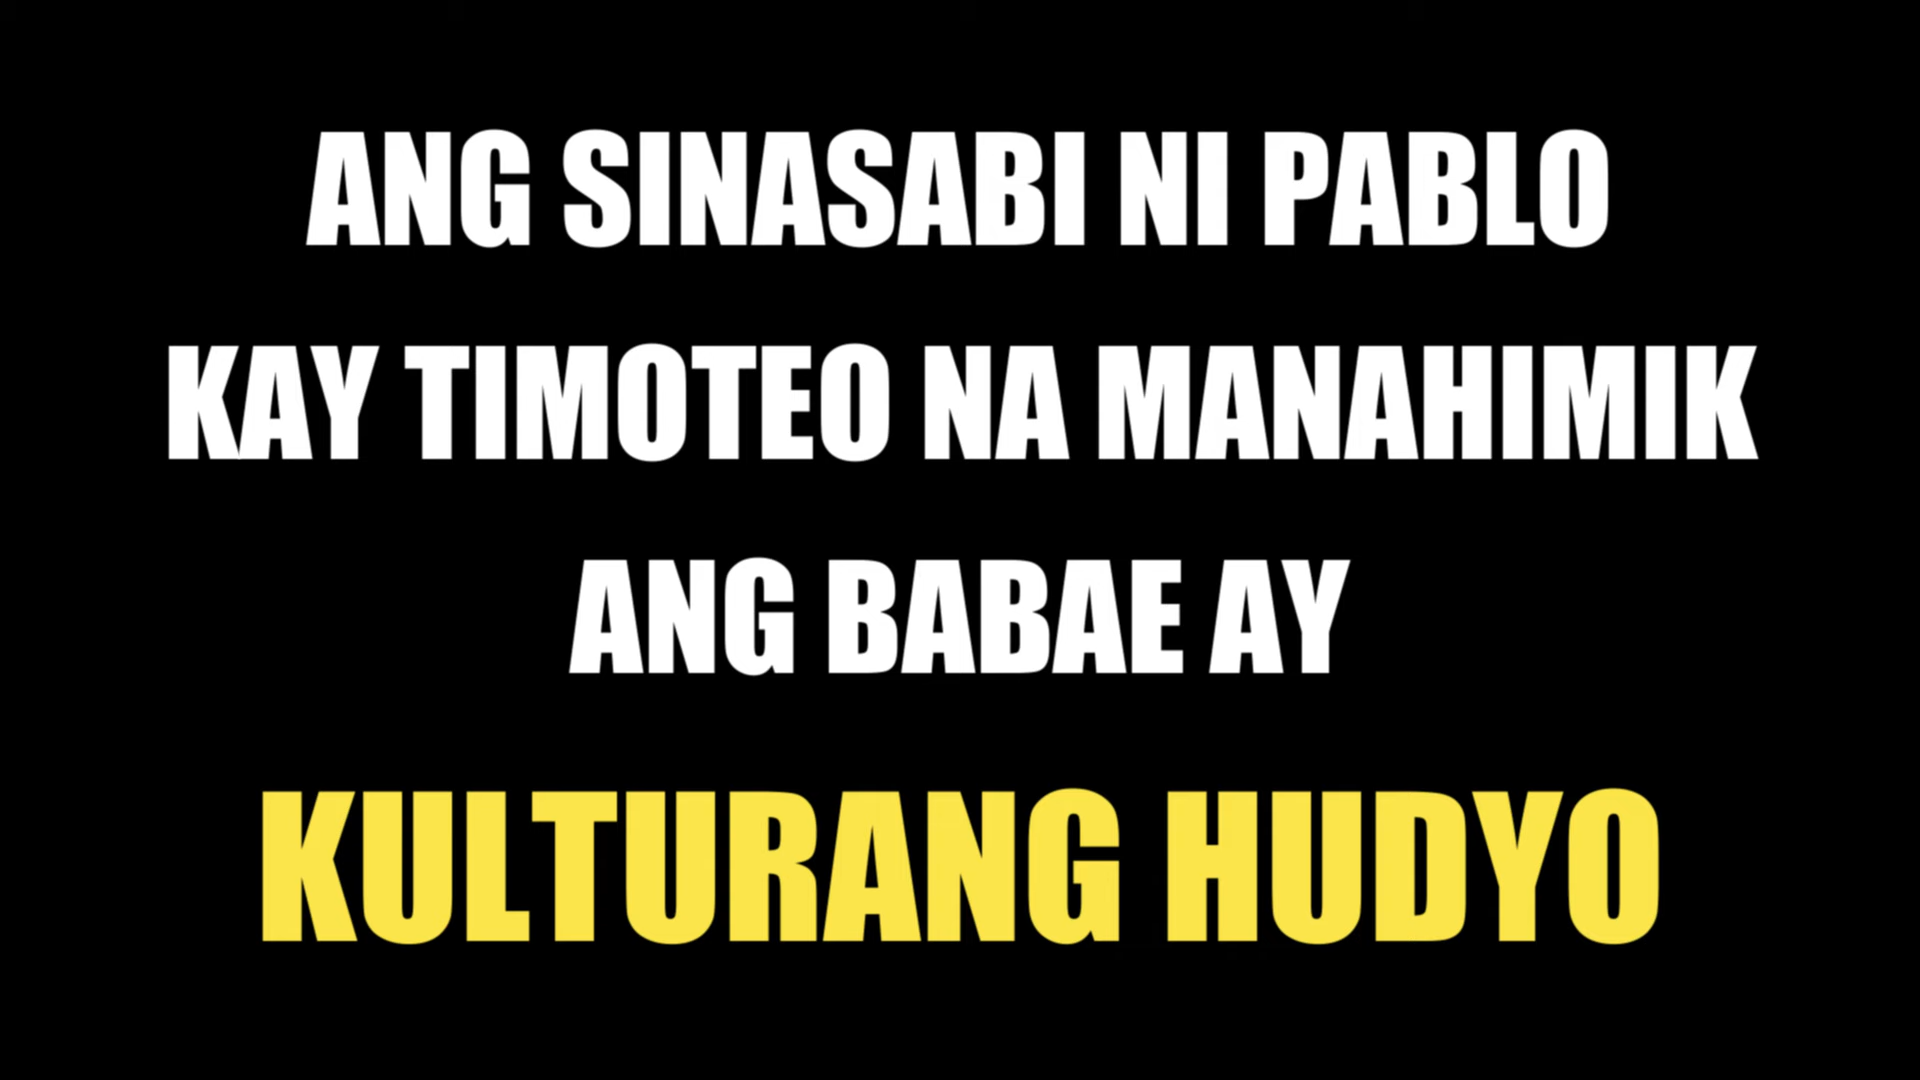 ANG SINASABI NI PABLO
KAY TIMOTEO NA MANAHIMIK
ANG BABAE AY
KULTURANG HUDYO